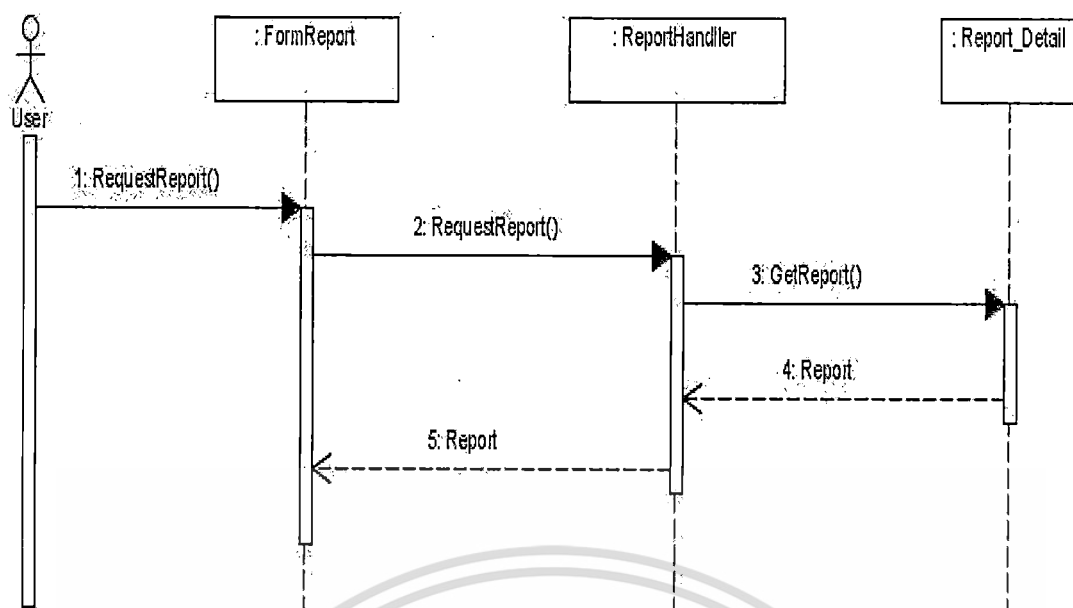 : FormReport
: ReportHandller
: Report_Detail
User
1: RequestReport()
2: RequestReport()
3: GetReport()
4: Report
5: Report